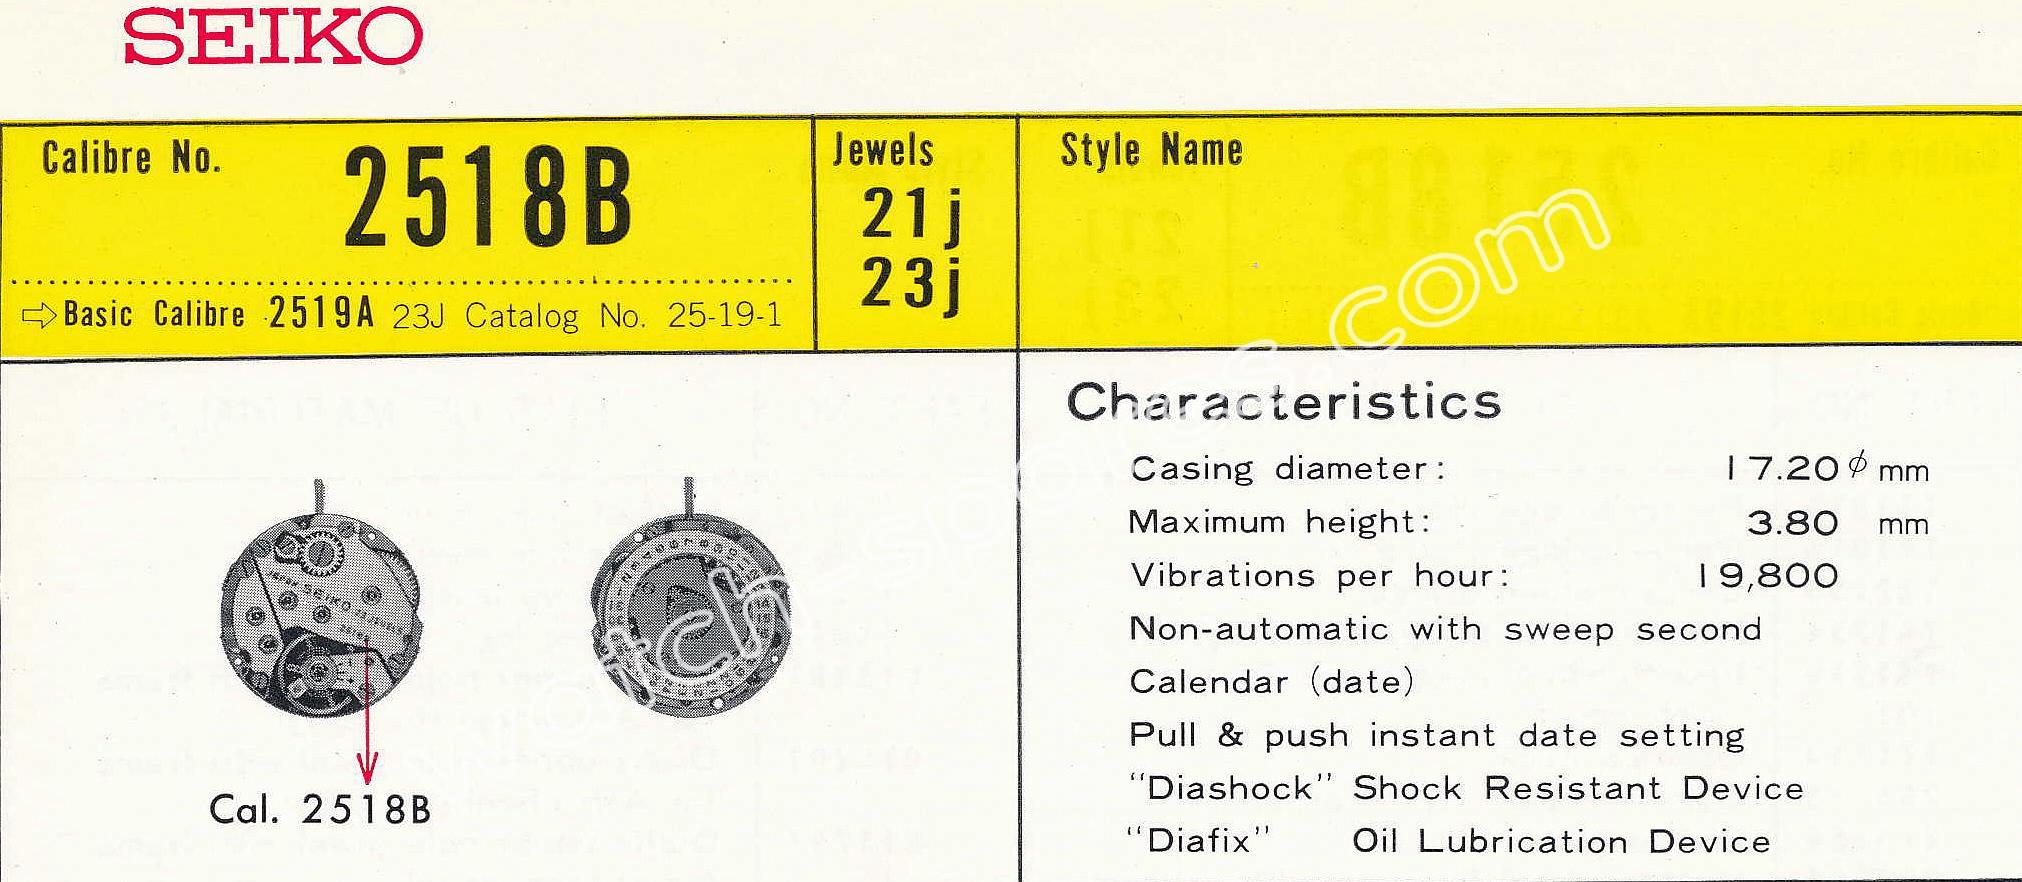 SEIKO
Calibre No. 2518B
Jewels
21j
23j
Style Name
⇨Basic Calibre 2519A 23J Catalog No. 25-19-1
Cal. 2518B
Characteristics
Casing diameter: 17.20 ϕ mm
Maximum height: 3.80 mm
Vibrations per hour: 19,800
Non-automatic with sweep second
Calendar (date)
Pull & push instant date setting
"Diashock" Shock Resistant Device
"Diafix" Oil Lubrication Device
SEIKO